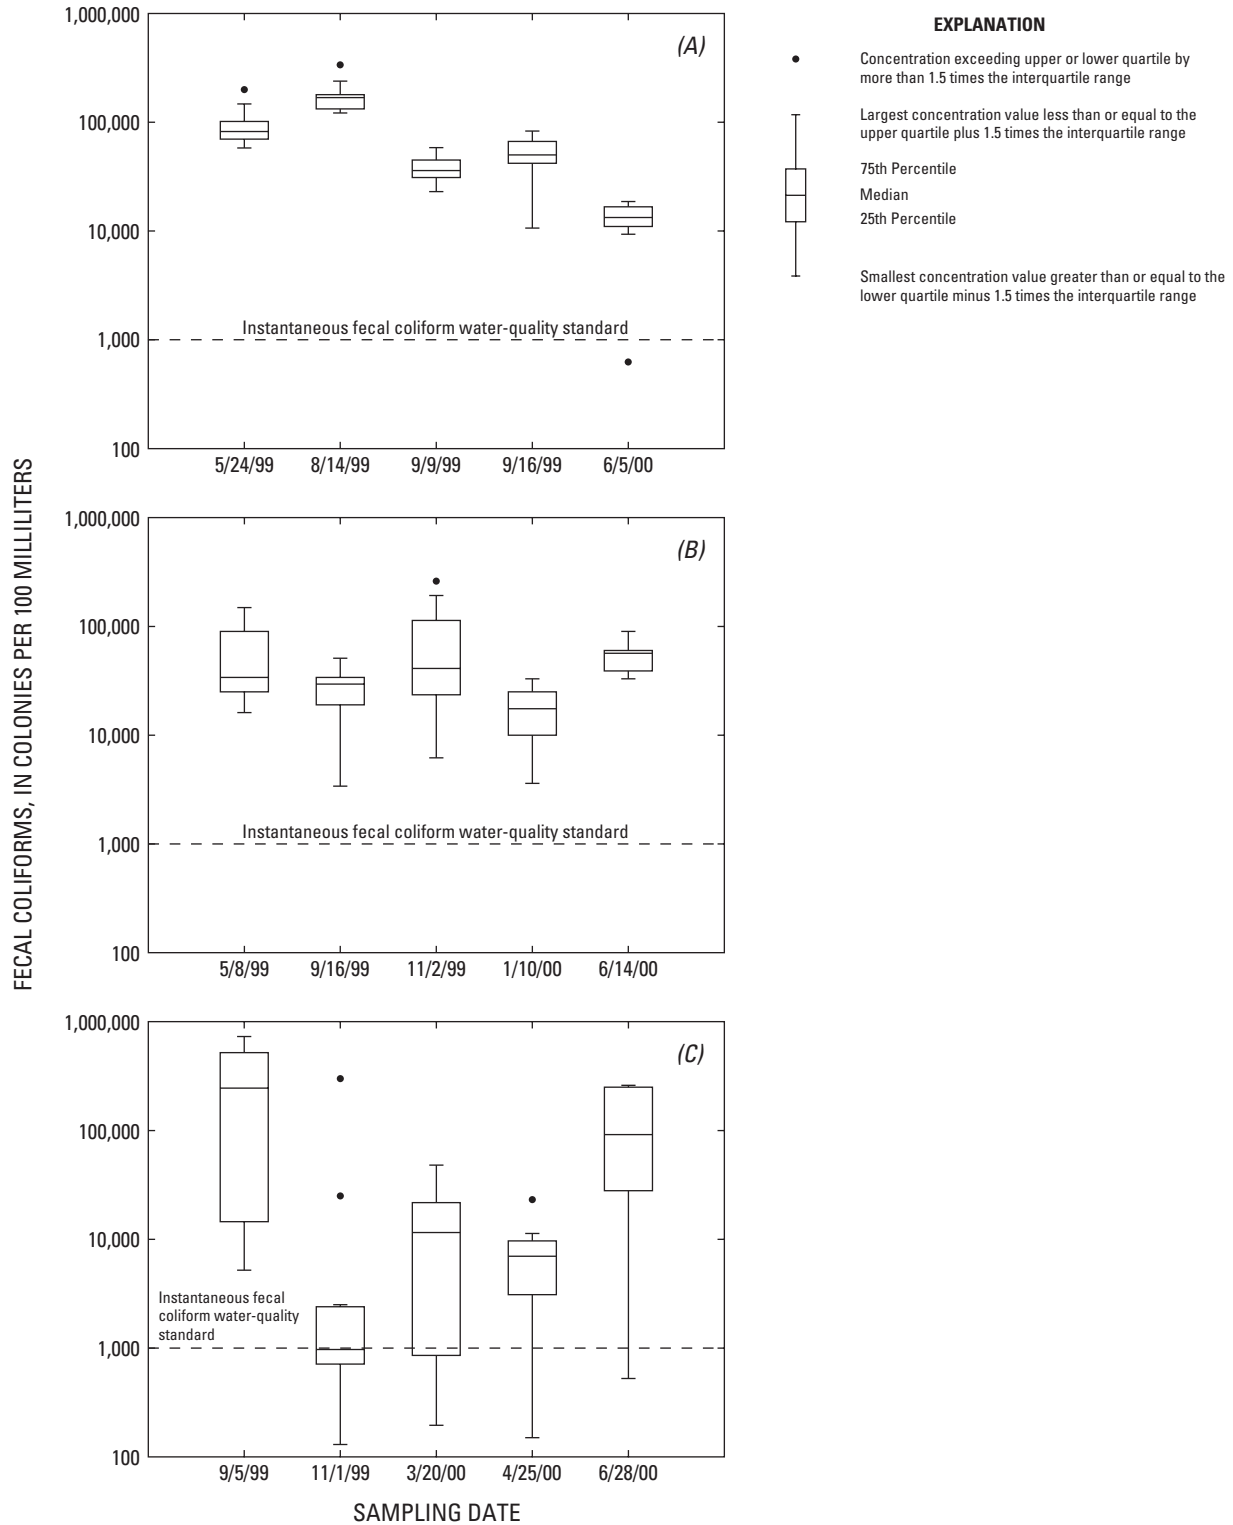 1,000,000
(A)
100,000
10,000
Instantaneous fecal coliform water-quality standard
1,000
100
5/24/99 8/14/99 9/9/99 9/16/99 6/5/00
EXPLANATION
Concentration exceeding upper or lower quartile by
more than 1.5 times the interquartile range
Largest concentration value less than or equal to the
upper quartile plus 1.5 times the interquartile range
75th Percentile
Median
25th Percentile
Smallest concentration value greater than or equal to the
lower quartile minus 1.5 times the interquartile range
FECAL COLIFORMS, IN COLONIES PER 100 MILLILITERS
1,000,000
(B)
100,000
10,000
Instantaneous fecal coliform water-quality standard
1,000
100
5/8/99 9/16/99 11/2/99 1/10/00 6/14/00
1,000,000
(C)
100,000
10,000
Instantaneous fecal
coliform water-quality
standard
1,000
100
9/5/99 11/1/99 3/20/00 4/25/00 6/28/00
SAMPLING DATE